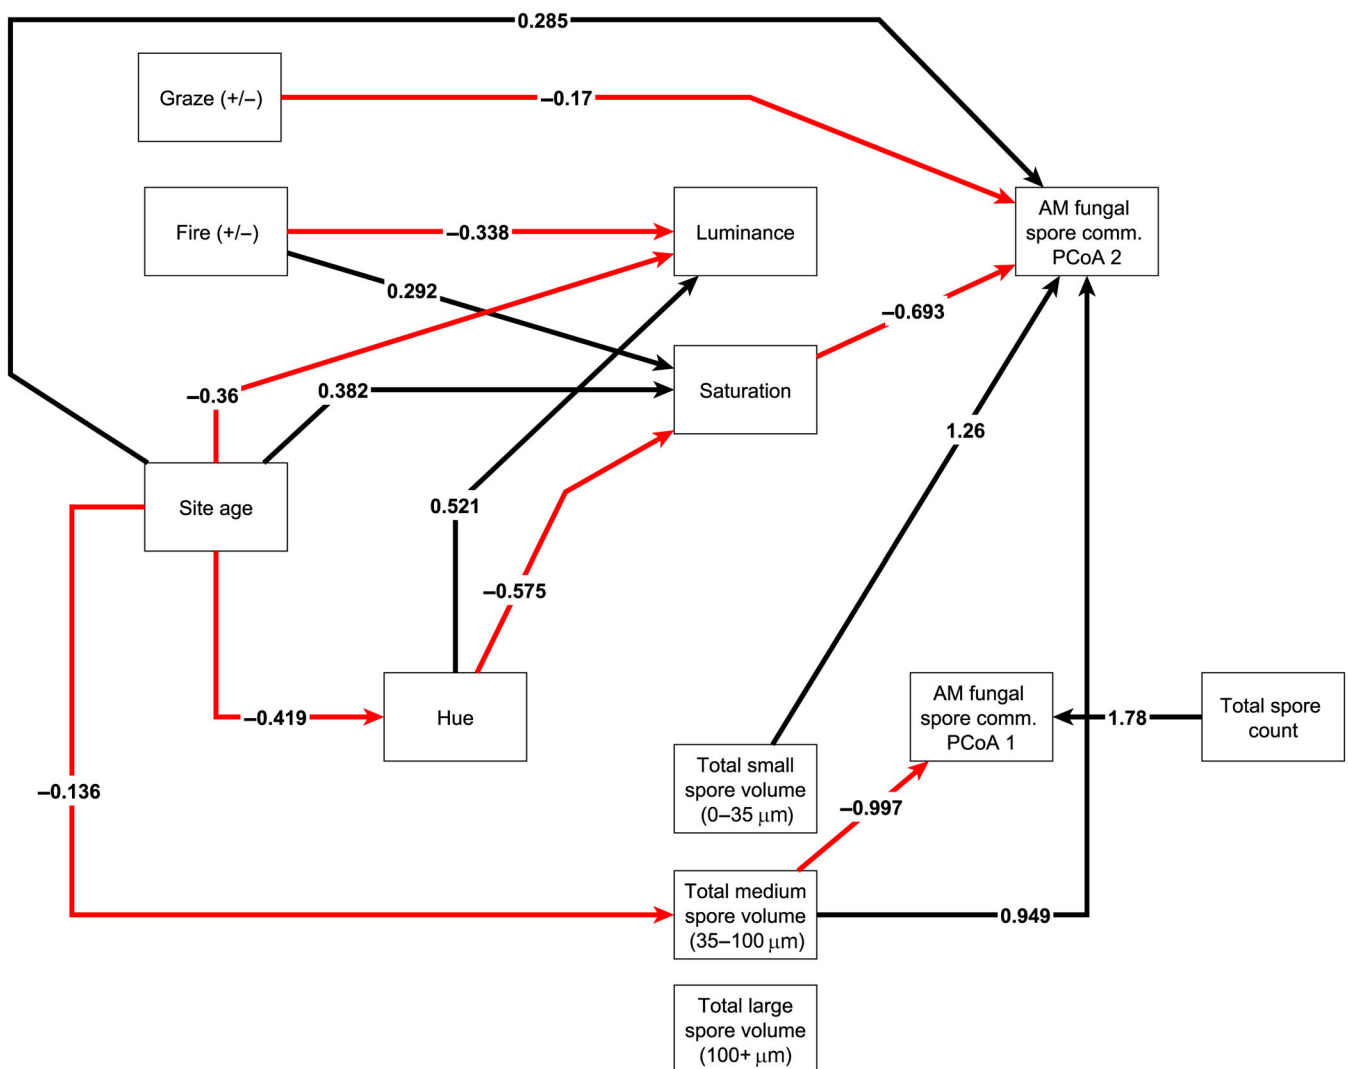 0.285
Graze (+/–)
–0.17
Fire (+/–)
–0.338
Luminance
AM fungal
spore comm.
PCoA 2
0.292
–0.693
–0.36
0.382
Saturation
1.26
Site age
0.521
–0.575
–0.419
Hue
AM fungal
spore comm.
PCoA 1
1.78
Total spore
count
–0.136
Total small
spore volume
(0–35 µm)
–0.997
Total medium
spore volume
(35–100 µm)
0.949
Total large
spore volume
(100+ µm)